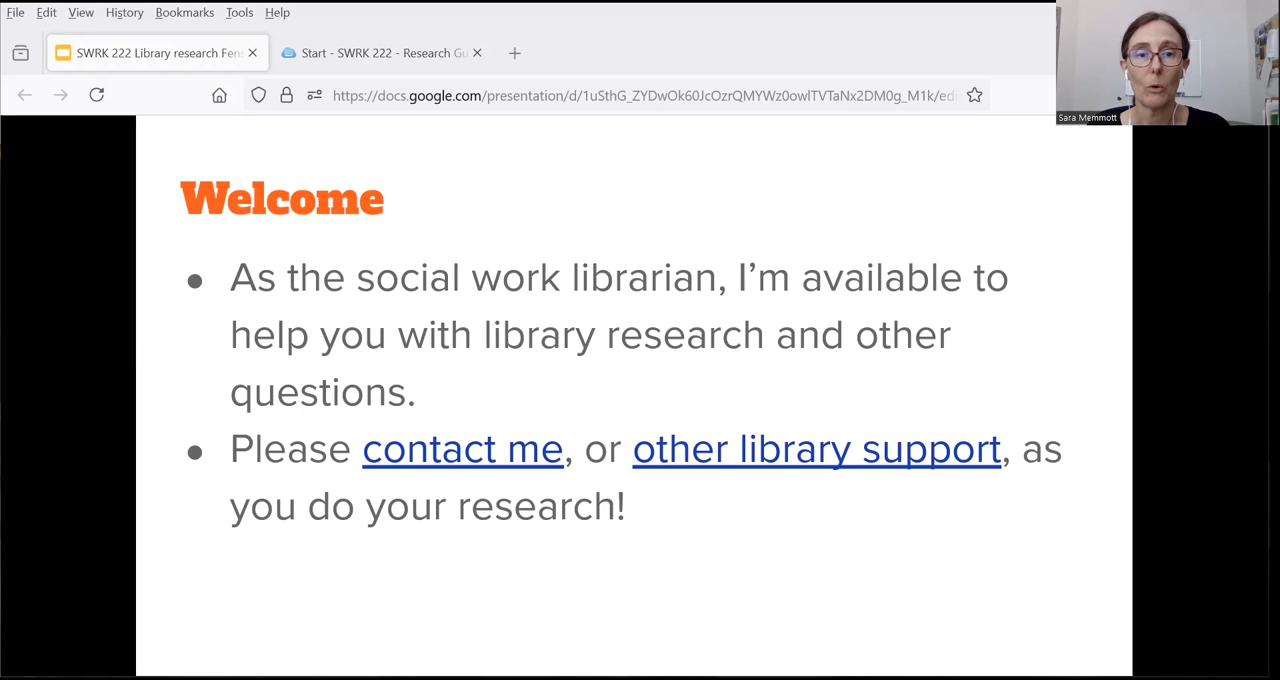 File Edit View History Bookmarks Tools Help
SWRK 222 Library research Fen
Start - SWRK 222 - Research Gu
https://docs.google.com/presentation/d/1uSthG_ZYDwOk60JcOzrQMYWz0owlTVTaNx2DM0g_M1k/ed
Sara Memmott
Welcome
• As the social work librarian, I’m available to
help you with library research and other
questions.
• Please contact me, or other library support, as
you do your research!